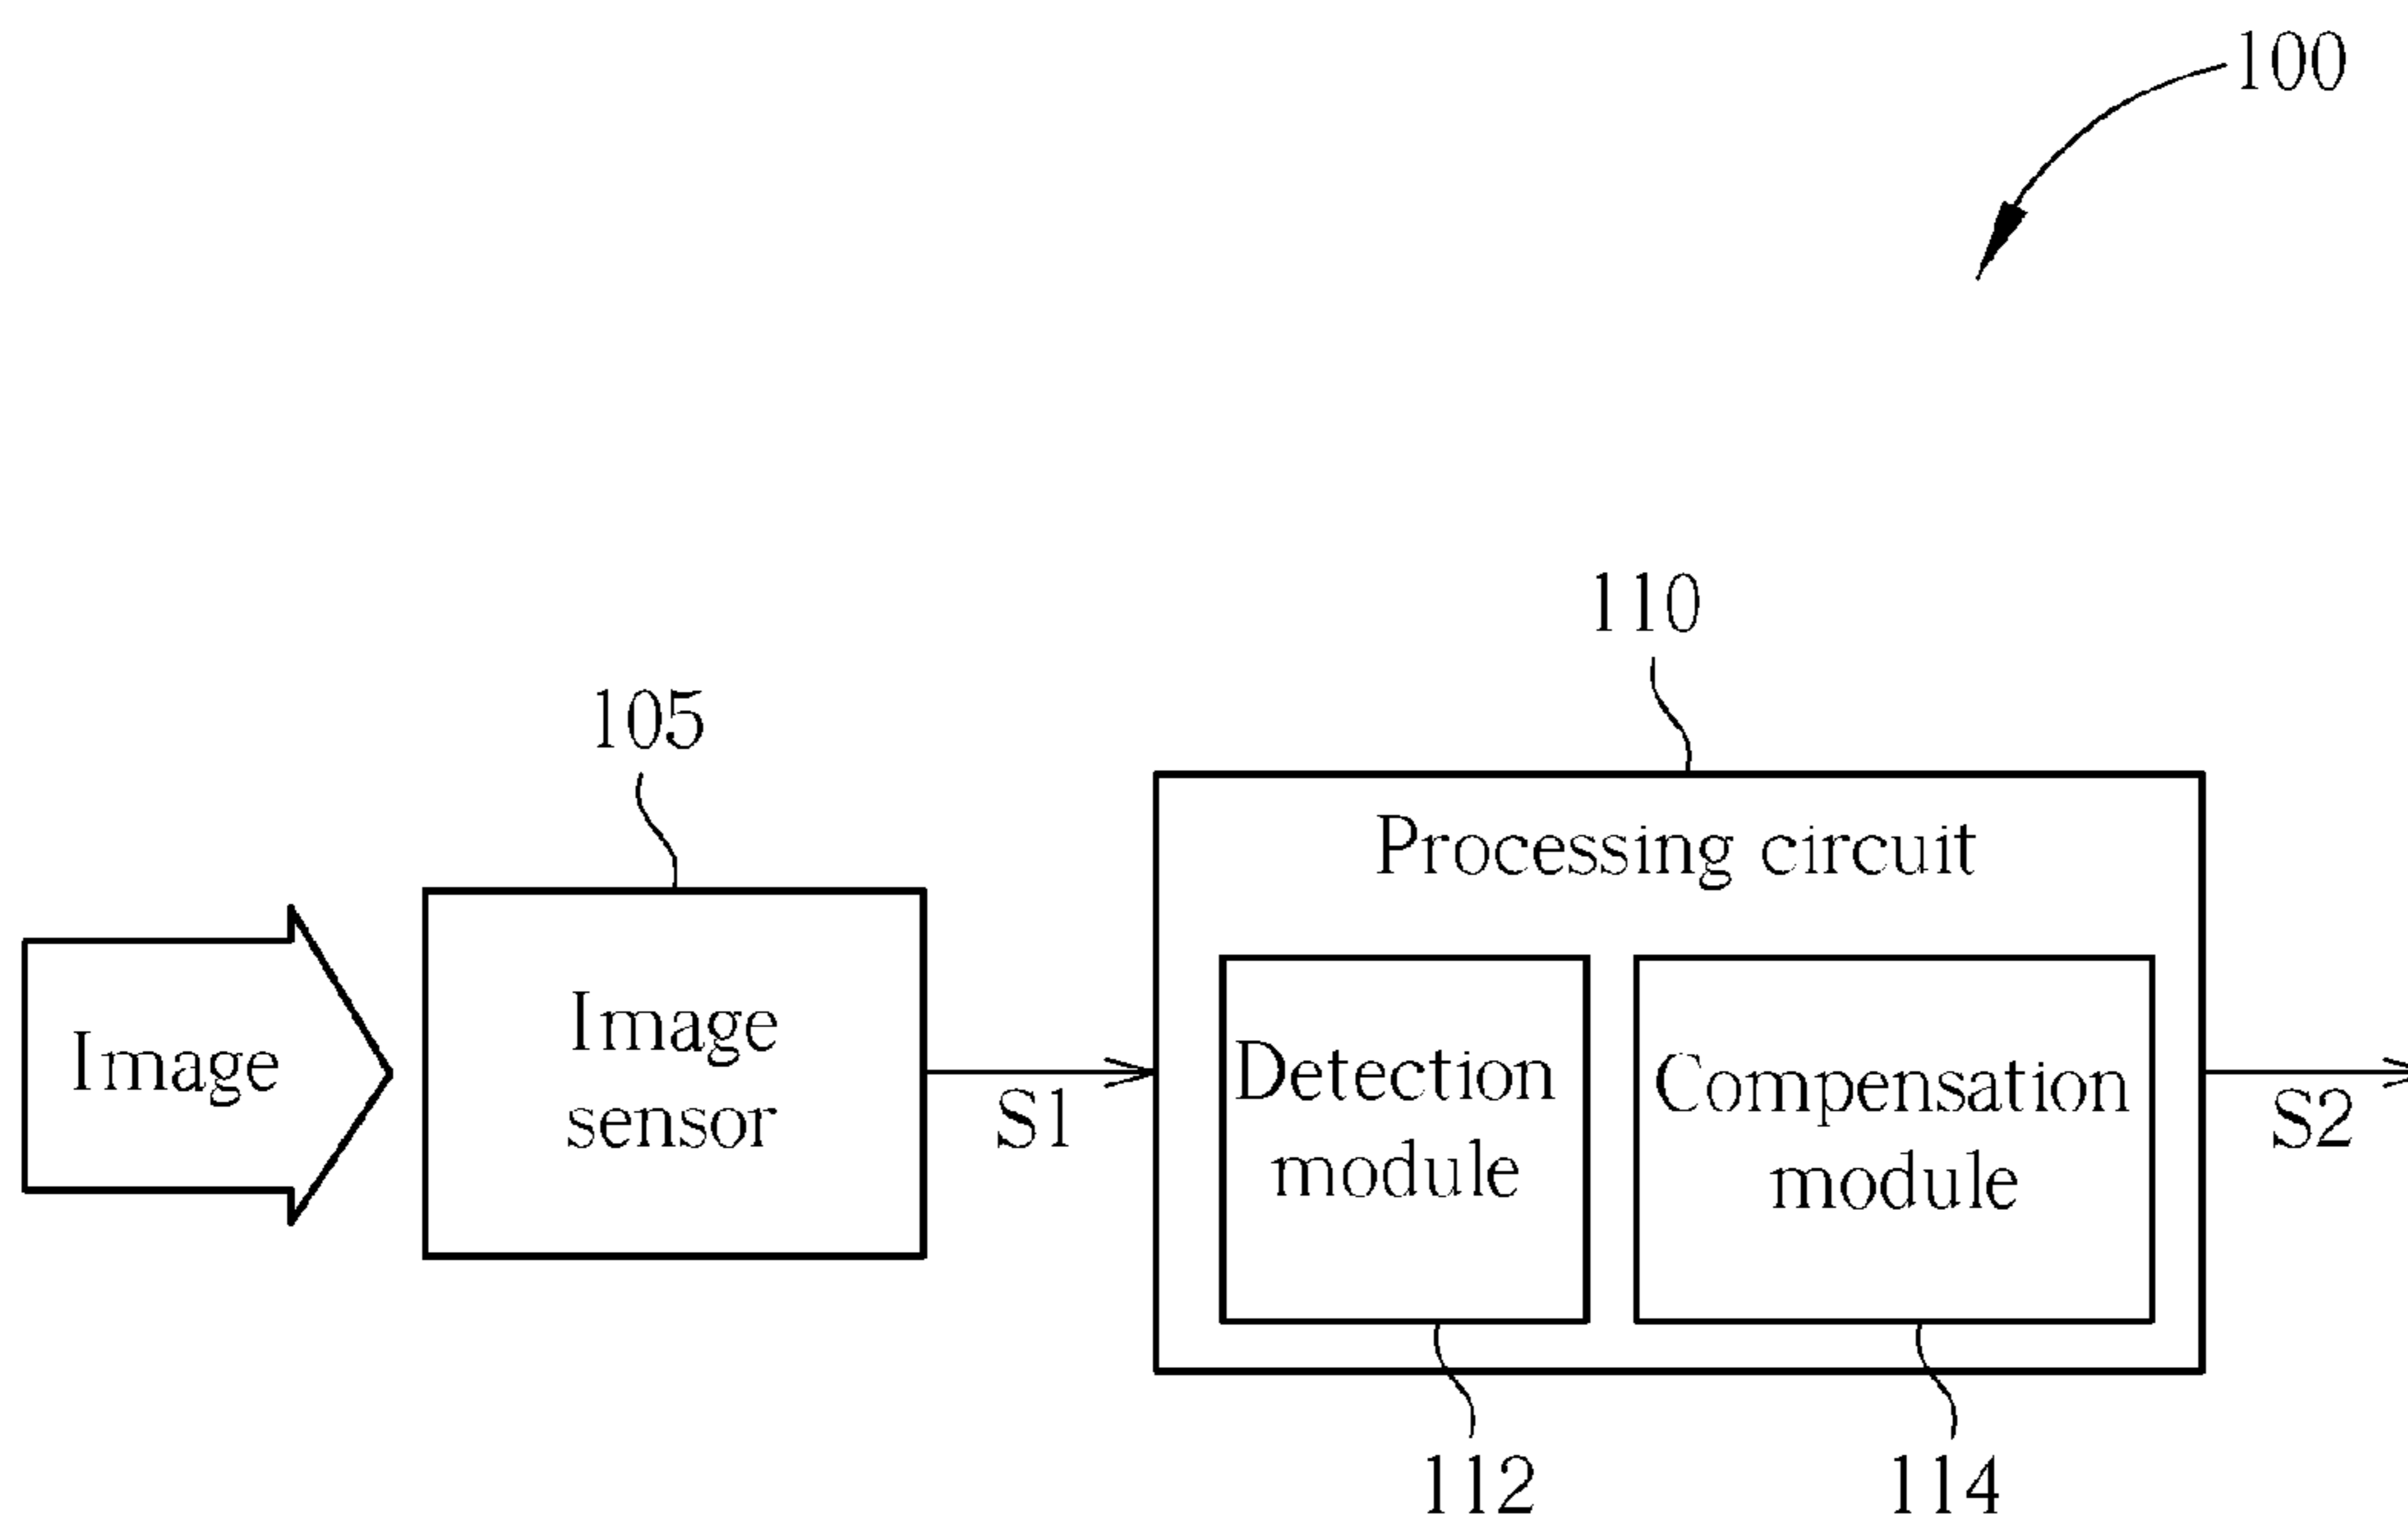 100
110
105
Processing circuit
Image
Image
sensor
S1
Detection
module
Compensation
module
S2
112
114